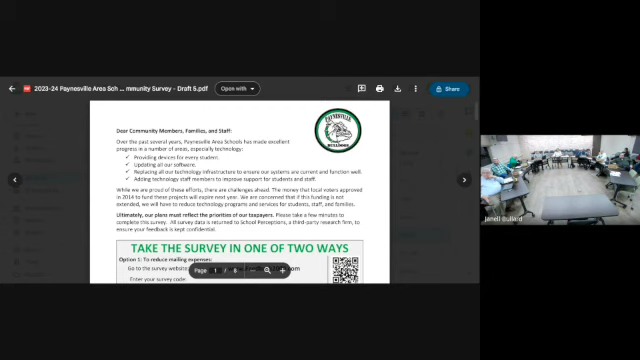 2023-24 Paynesville Area Sch ... mmunity Survey - Draft 5.pdf
Open with
Share
PAYNESVILLE
BULLDOGS
Dear Community Members, Families, and Staff:
Over the past several years, Paynesville Area Schools has made excellent
progress in a number of areas, especially technology:
✓ Providing devices for every student.
✓ Updating all our software.
✓ Replacing all our technology infrastructure to ensure our systems are current and function well.
✓ Adding technology staff members to improve support for students and staff.
While we are proud of these efforts, there are challenges ahead. The money that local voters approved
in 2014 to fund these projects will expire next year. We are concerned that if this funding is not
extended, we will have to reduce technology programs and services for students, staff, and families.
Ultimately, our plans must reflect the priorities of our taxpayers. Please take a few minutes to
complete this survey. All survey data is returned to School Perceptions, a third-party research firm, to
ensure your feedback is kept confidential.
TAKE THE SURVEY IN ONE OF TWO WAYS
Option 1: To reduce mailing expenses:
Go to the survey website
Page 1 / 8
Enter your survey code:
Janell Bullard